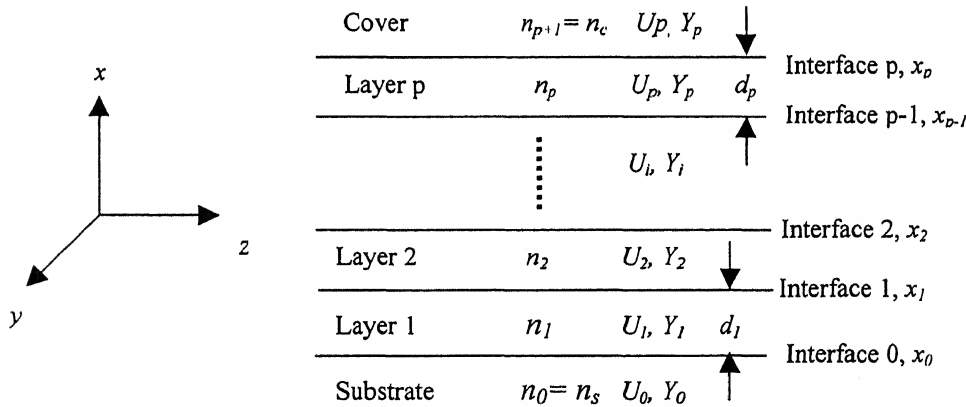 Cover n_{p+1} = n_c Up, Y_p
Interface p, x_p
Layer p n_p U_p, Y_p d_p
Interface p-1, x_{p-1}
x
U_i, Y_i
Interface 2, x_2
z
Layer 2 n_2 U_2, Y_2
Interface 1, x_1
y
Layer 1 n_1 U_1, Y_1 d_1
Interface 0, x_0
Substrate n_0 = n_s U_0, Y_0